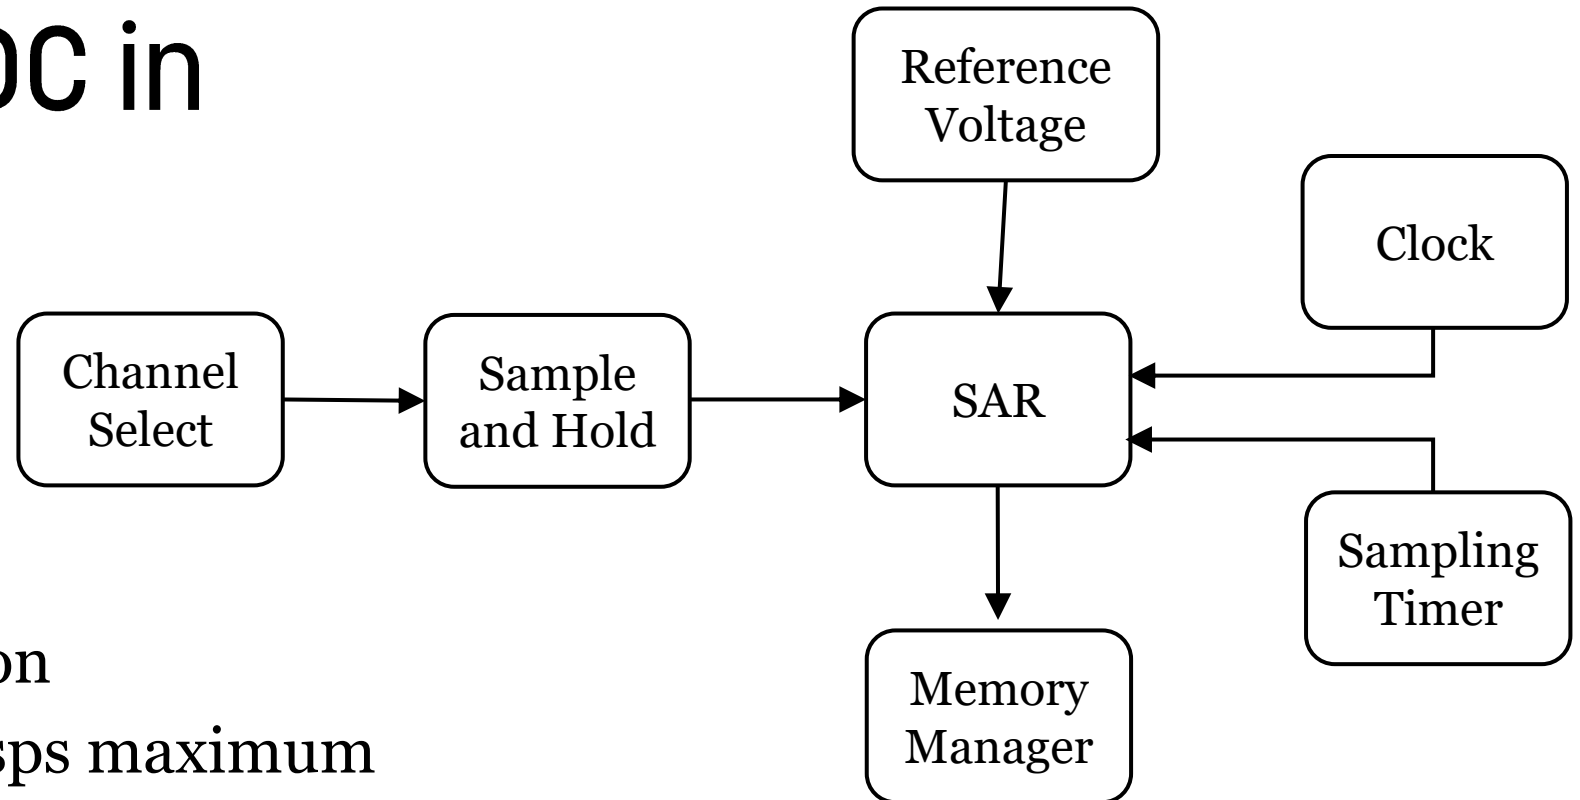 DC in
Reference
Voltage
Clock
Channel
Select
Sample
and Hold
SAR
Sampling
Timer
on
sps maximum
Memory
Manager